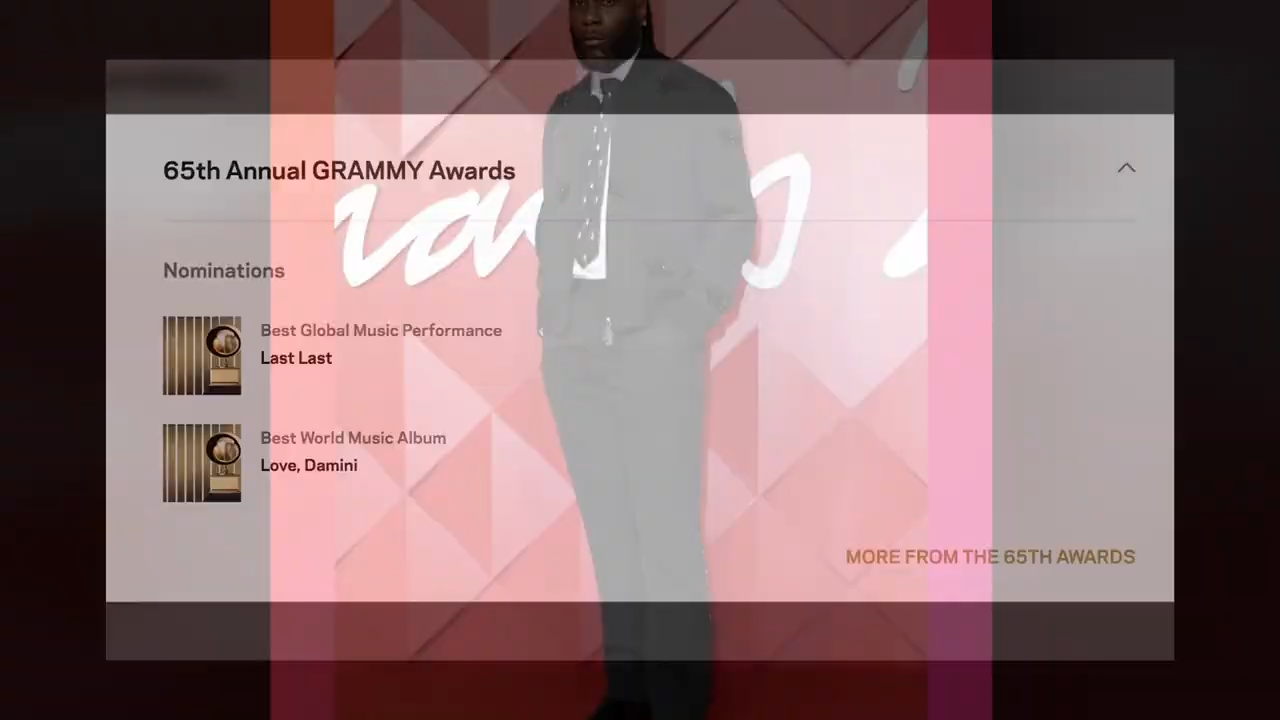 65th Annual GRAMMY Awards
Nominations
Best Global Music Performance
Last Last
Best World Music Album
Love, Damini
MORE FROM THE 65TH AWARDS